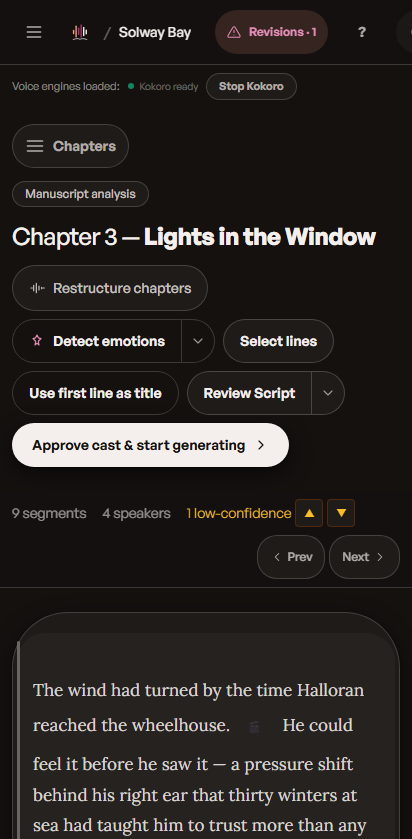 / Solway Bay
Revisions · 1
?
Voice engines loaded: Kokoro ready
Stop Kokoro
Chapters
Manuscript analysis
Chapter 3 — Lights in the Window
Restructure chapters
Detect emotions
Select lines
Use first line as title
Review Script
Approve cast & start generating
9 segments 4 speakers 1 low-confidence
Prev
Next
The wind had turned by the time Halloran
reached the wheelhouse. He could
feel it before he saw it — a pressure shift
behind his right ear that thirty winters at
sea had taught him to trust more than any